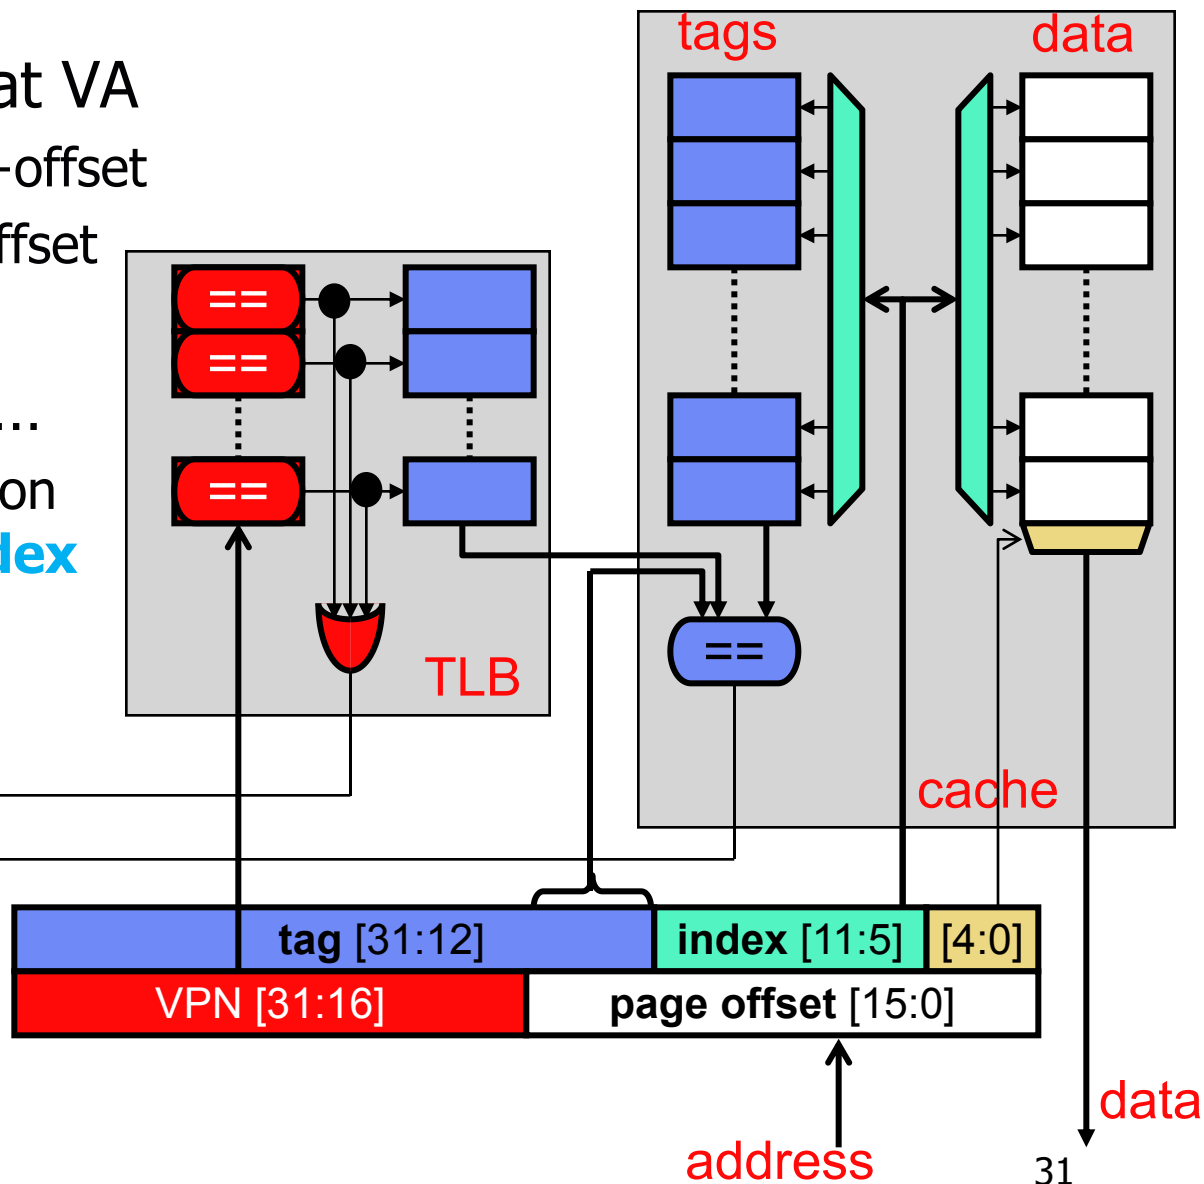 at VA
-offset
ffset
...
on
dex
tags
data
==
==
==
TLB
==
cache
tag [31:12]
index [11:5]
[4:0]
VPN [31:16]
page offset [15:0]
address
data
31